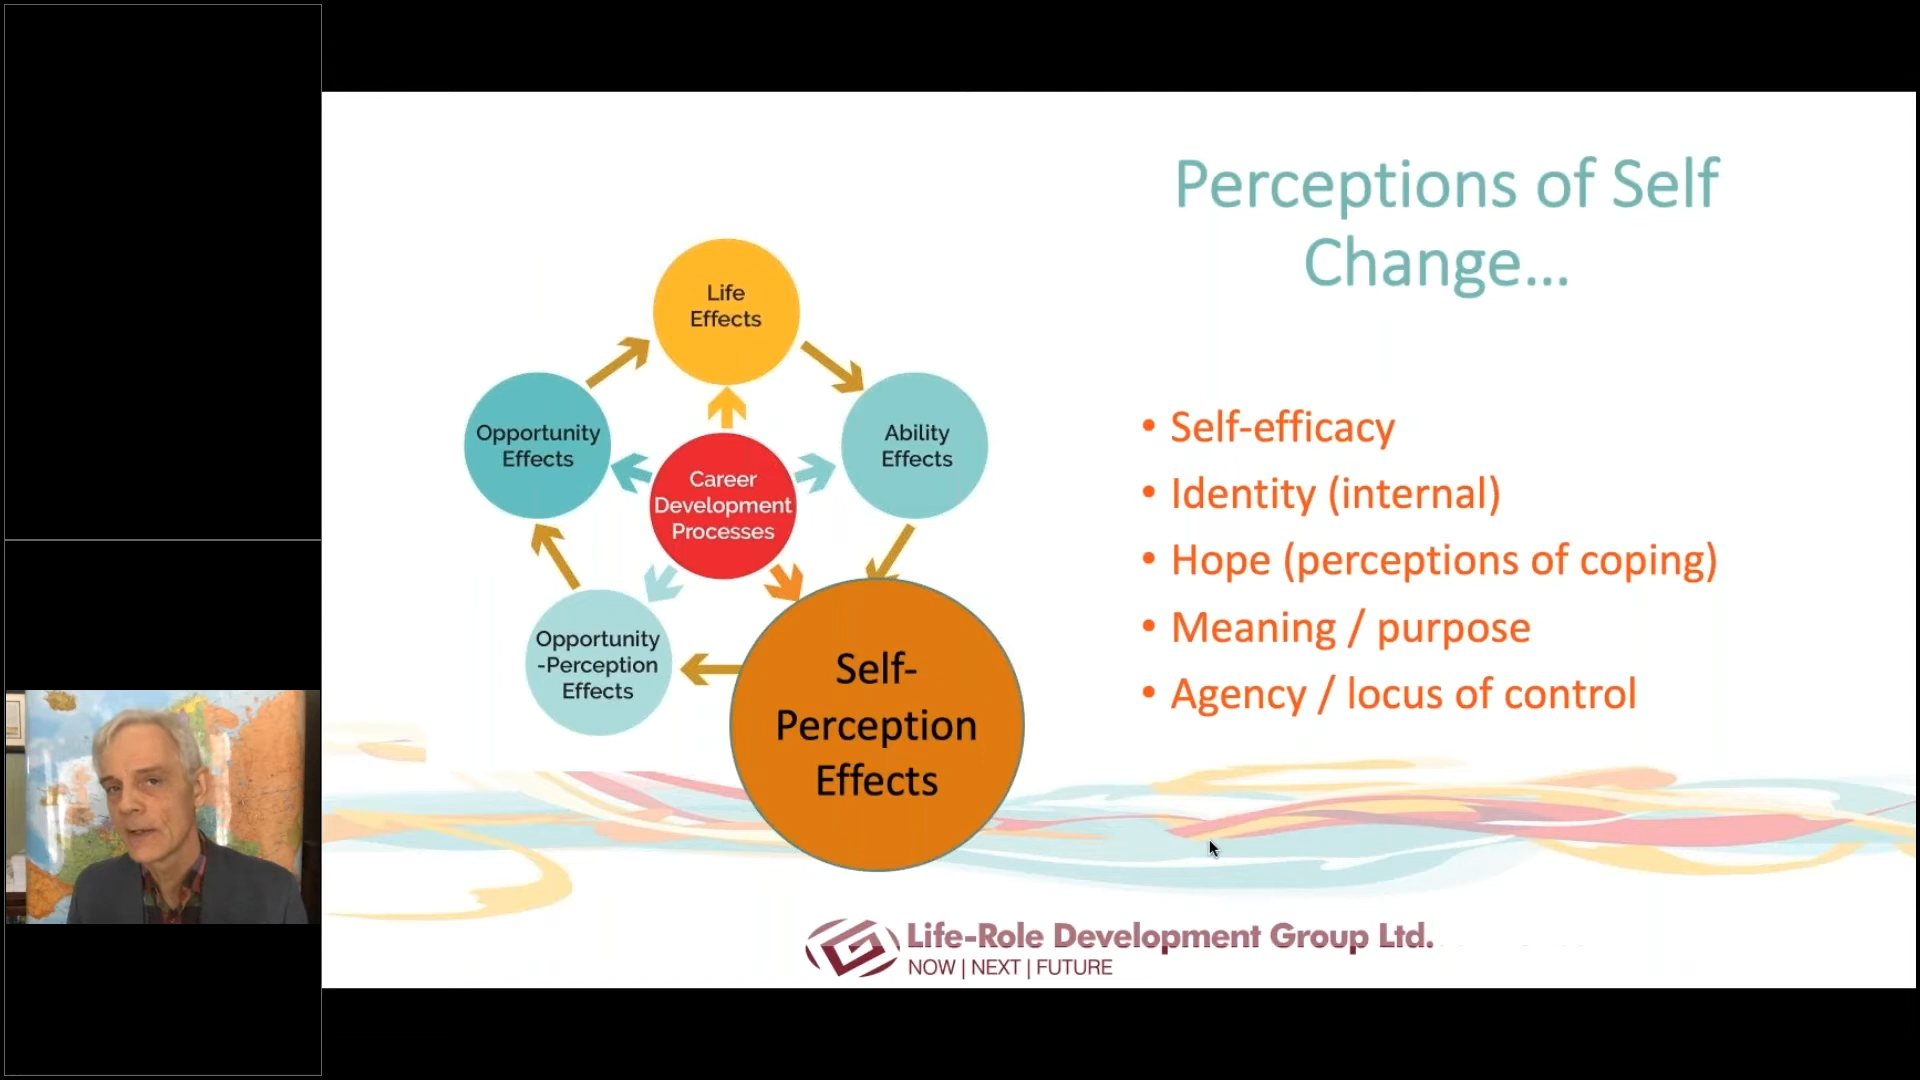 Perceptions of Self
Change...
Life
Effects
Opportunity
Effects
Ability
Effects
Career
Development
Processes
Opportunity
-Perception
Effects
Self-
Perception
Effects
• Self-efficacy
• Identity (internal)
• Hope (perceptions of coping)
• Meaning / purpose
• Agency / locus of control
Life-Role Development Group Ltd.
NOW | NEXT | FUTURE